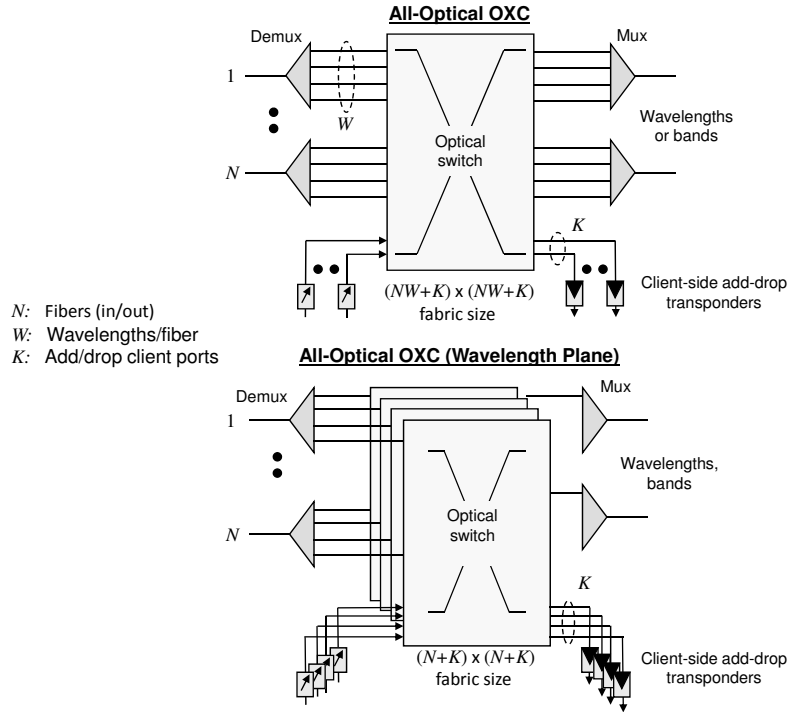 All-Optical OXC
Demux
Mux
1
W
Wavelengths
or bands
Optical
switch
N
K
(NW+K) x (NW+K)
fabric size
Client-side add-drop
transponders
N: Fibers (in/out)
W: Wavelengths/fiber
K: Add/drop client ports
All-Optical OXC (Wavelength Plane)
Demux
Mux
1
Wavelengths,
bands
Optical
switch
N
K
(N+K) x (N+K)
fabric size
Client-side add-drop
transponders